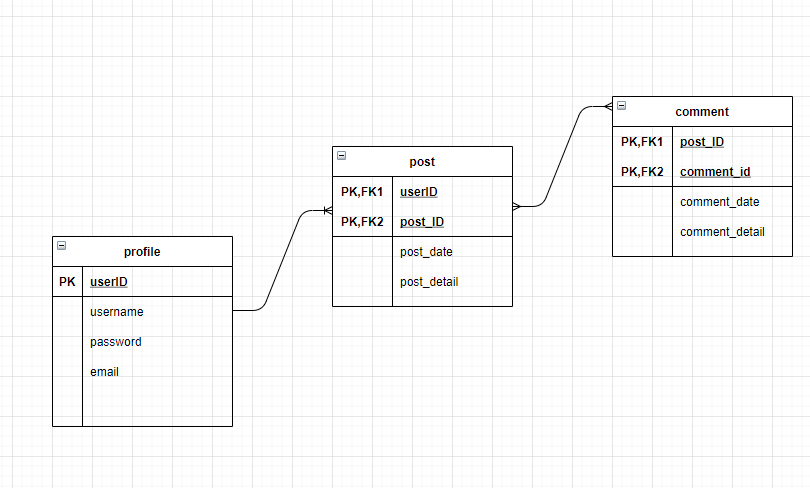 comment
PK,FK1 post_ID
PK,FK2 comment_id
comment_date
comment_detail
post
PK,FK1 userID
PK,FK2 post_ID
post_date
post_detail
profile
PK userID
username
password
email